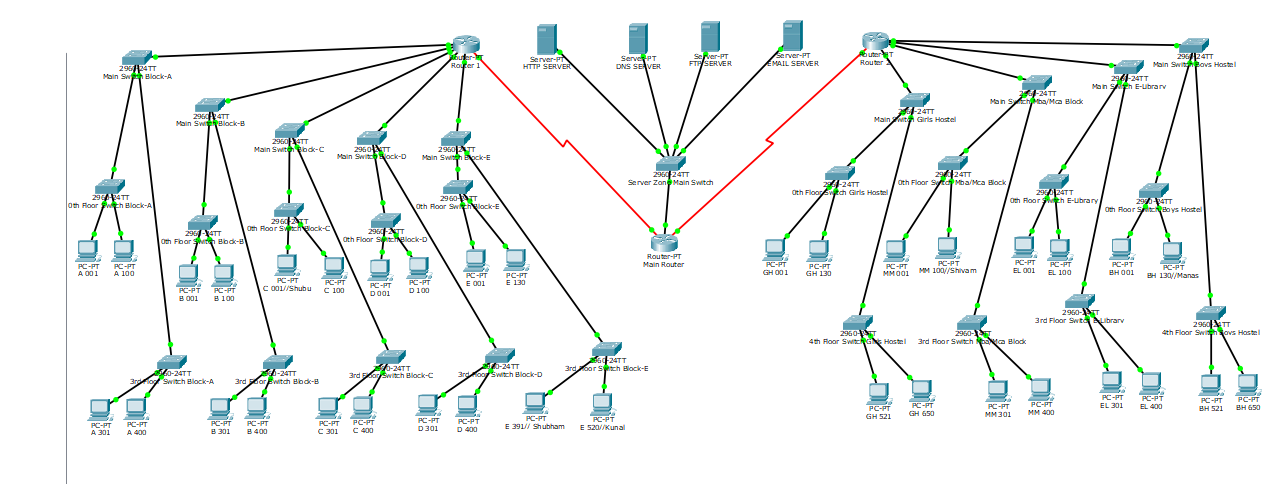 Router-PT
Router 1
Server-PT
HTTP SERVER
Server-PT
DNS SERVER
Server-PT
FTP SERVER
Server-PT
EMAIL SERVER
Router-PT
Router 2
2960-24TT
Main Switch Block-A
2960-24TT
Main Switch Block-B
2960-24TT
Main Switch Block-C
2960-24TT
Main Switch Block-D
2960-24TT
Main Switch Block-E
2960-24TT
Server Zone Main Switch
2960-24TT
Main Switch Girls Hostel
2960-24TT
Main Switch Mba/Mca Block
2960-24TT
Main Switch E-Library
2960-24TT
Main Switch Boys Hostel
2960-24TT
0th Floor Switch Block-A
2960-24TT
0th Floor Switch Block-B
2960-24TT
0th Floor Switch Block-C
2960-24TT
0th Floor Switch Block-D
2960-24TT
0th Floor Switch Block-E
2960-24TT
0th Floor Switch Girls Hostel
2960-24TT
0th Floor Switch Mba/Mca Block
2960-24TT
0th Floor Switch E-Library
2960-24TT
0th Floor Switch Boys Hostel
Router-PT
Main Router
PC-PT
A 001
PC-PT
A 100
PC-PT
B 001
PC-PT
B 100
PC-PT
C 001//Shubu
PC-PT
C 100
PC-PT
D 001
PC-PT
D 100
PC-PT
E 001
PC-PT
E 130
PC-PT
GH 001
PC-PT
GH 130
PC-PT
MM 001
PC-PT
MM 100//Shivam
PC-PT
EL 001
PC-PT
EL 100
PC-PT
BH 001
PC-PT
BH 130//Manas
2960-24TT
3rd Floor Switch Block-A
2960-24TT
3rd Floor Switch Block-B
2960-24TT
3rd Floor Switch Block-C
2960-24TT
3rd Floor Switch Block-D
2960-24TT
3rd Floor Switch Block-E
2960-24TT
4th Floor Switch Girls Hostel
2960-24TT
3rd Floor Switch Mba/Mca Block
2960-24TT
3rd Floor Switch E-Library
2960-24TT
4th Floor Switch Boys Hostel
PC-PT
A 301
PC-PT
A 400
PC-PT
B 301
PC-PT
B 400
PC-PT
C 301
PC-PT
C 400
PC-PT
D 301
PC-PT
D 400
PC-PT
E 391// Shubham
PC-PT
E 520//Kunal
PC-PT
GH 521
PC-PT
GH 650
PC-PT
MM 301
PC-PT
MM 400
PC-PT
EL 301
PC-PT
EL 400
PC-PT
BH 521
PC-PT
BH 650